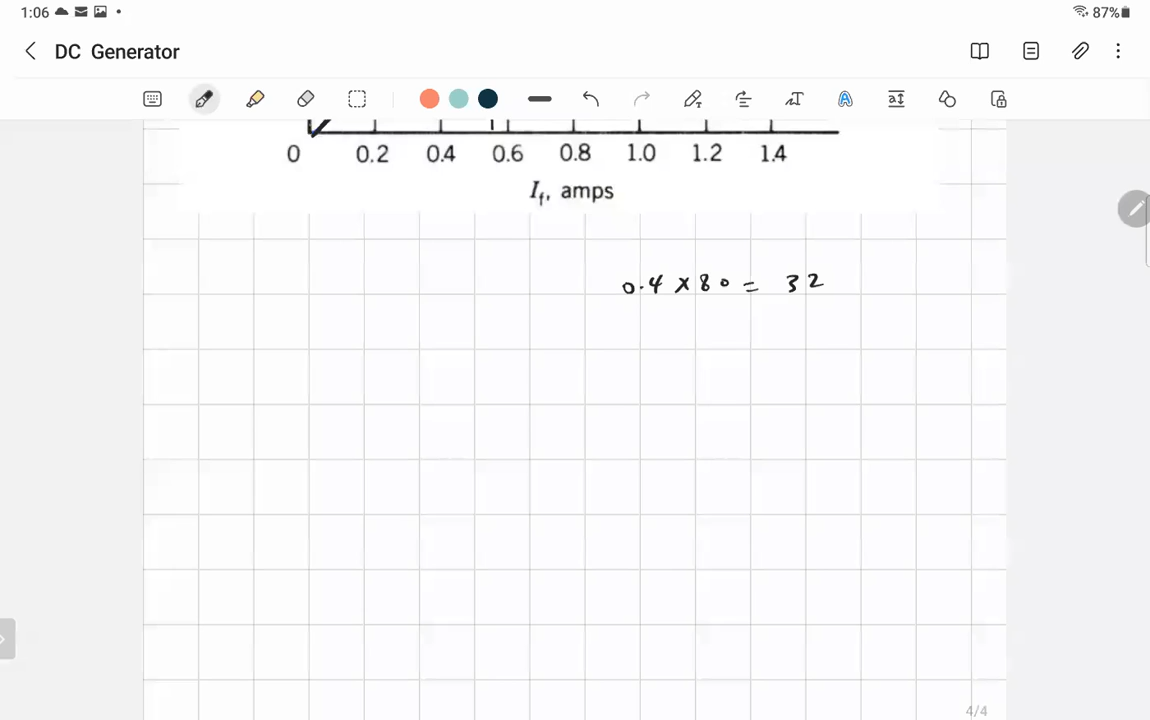 1:06 87%
DC Generator
0 0.2 0.4 0.6 0.8 1.0 1.2 1.4
If, amps
0.4 × 80 = 32
4/4